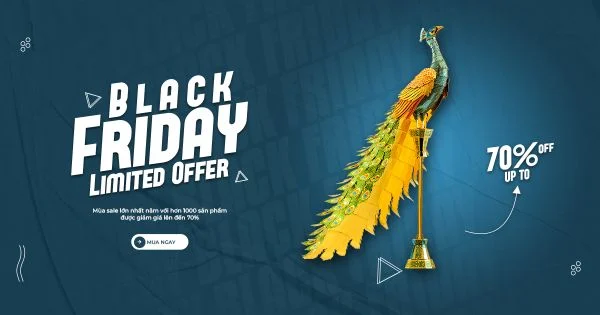 BLACK
FRIDAY
LIMITED OFFER
Mùa sale lớn nhất năm với hơn 1000 sản phẩm
được giảm giá lên đến 70%
MUA NGAY
70% OFF
UP TO